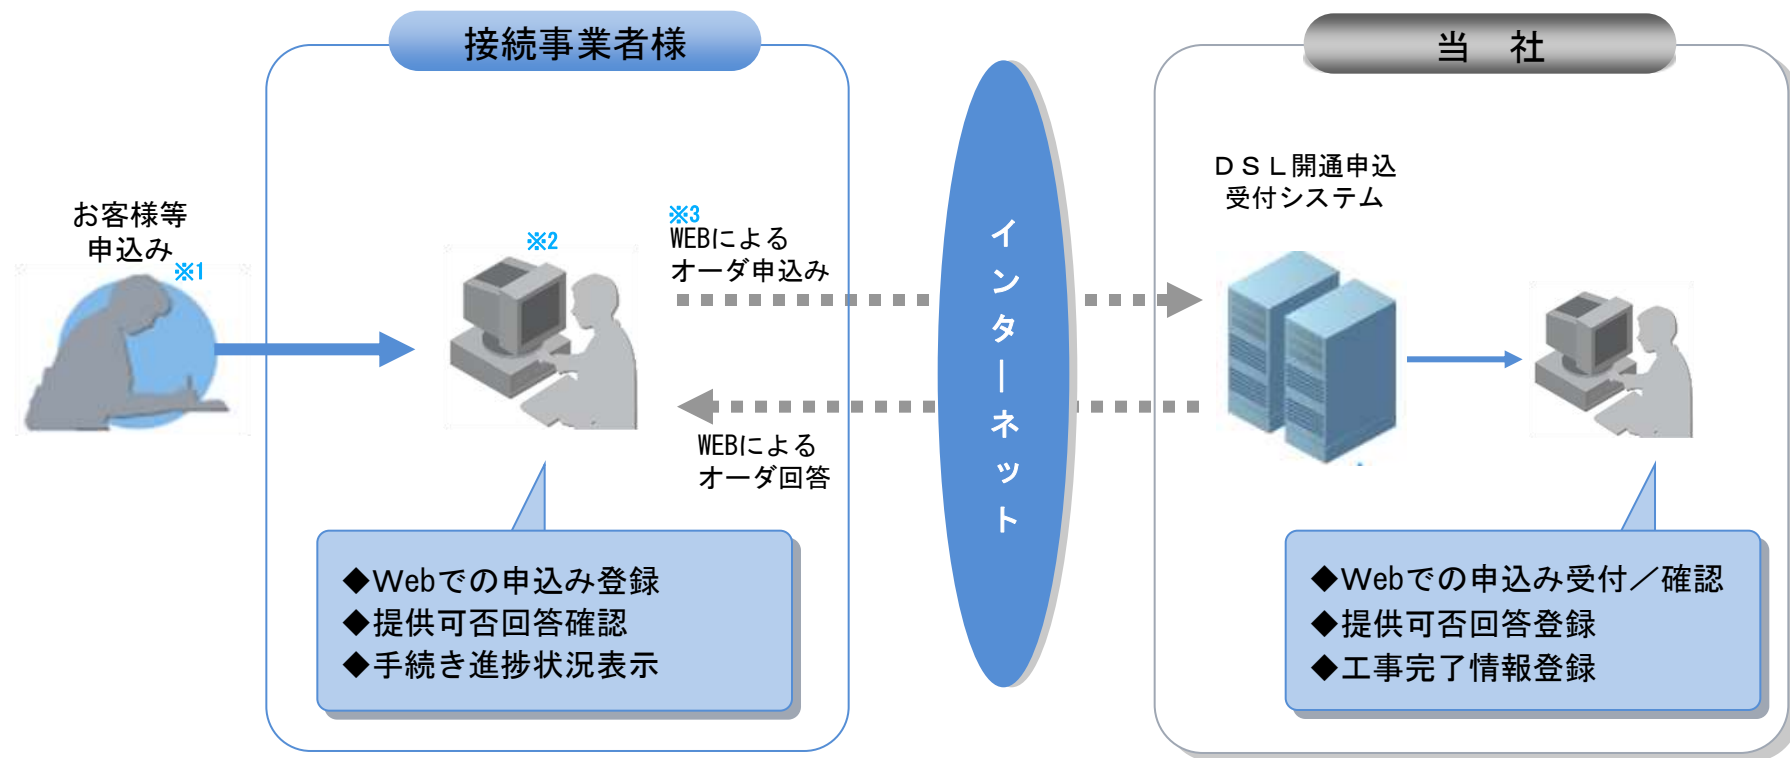 接続事業者様
当　社
お客様等
申込み
※1
※2
※3
WEBによる
オーダ申込み
WEBによる
オーダ回答
インターネット
ＤＳＬ開通申込
受付システム
◆Webでの申込み登録
◆提供可否回答確認
◆手続き進捗状況表示
◆Webでの申込み受付／確認
◆提供可否回答登録
◆工事完了情報登録